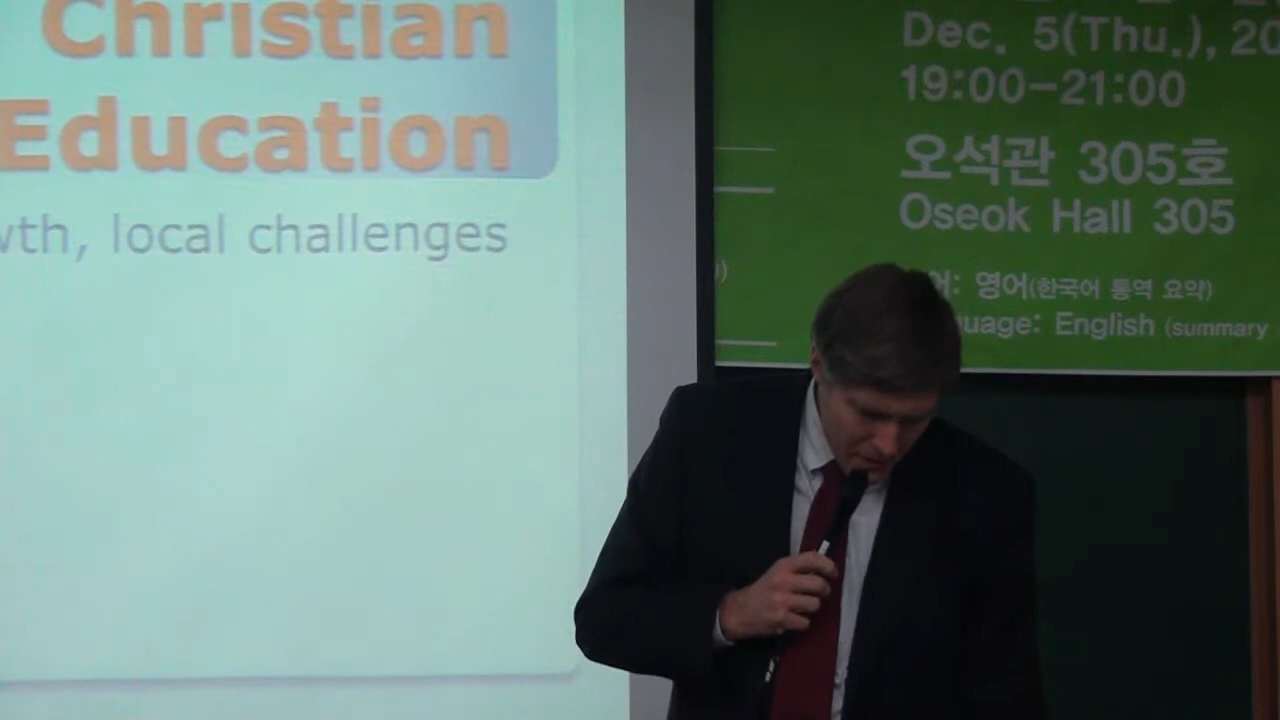 Christian
Education
wth, local challenges
Dec. 5(Thu.), 20
19:00-21:00
오석관 305호
Oseok Hall 305
어: 영어(한국어 통역 요약)
uage: English (summary